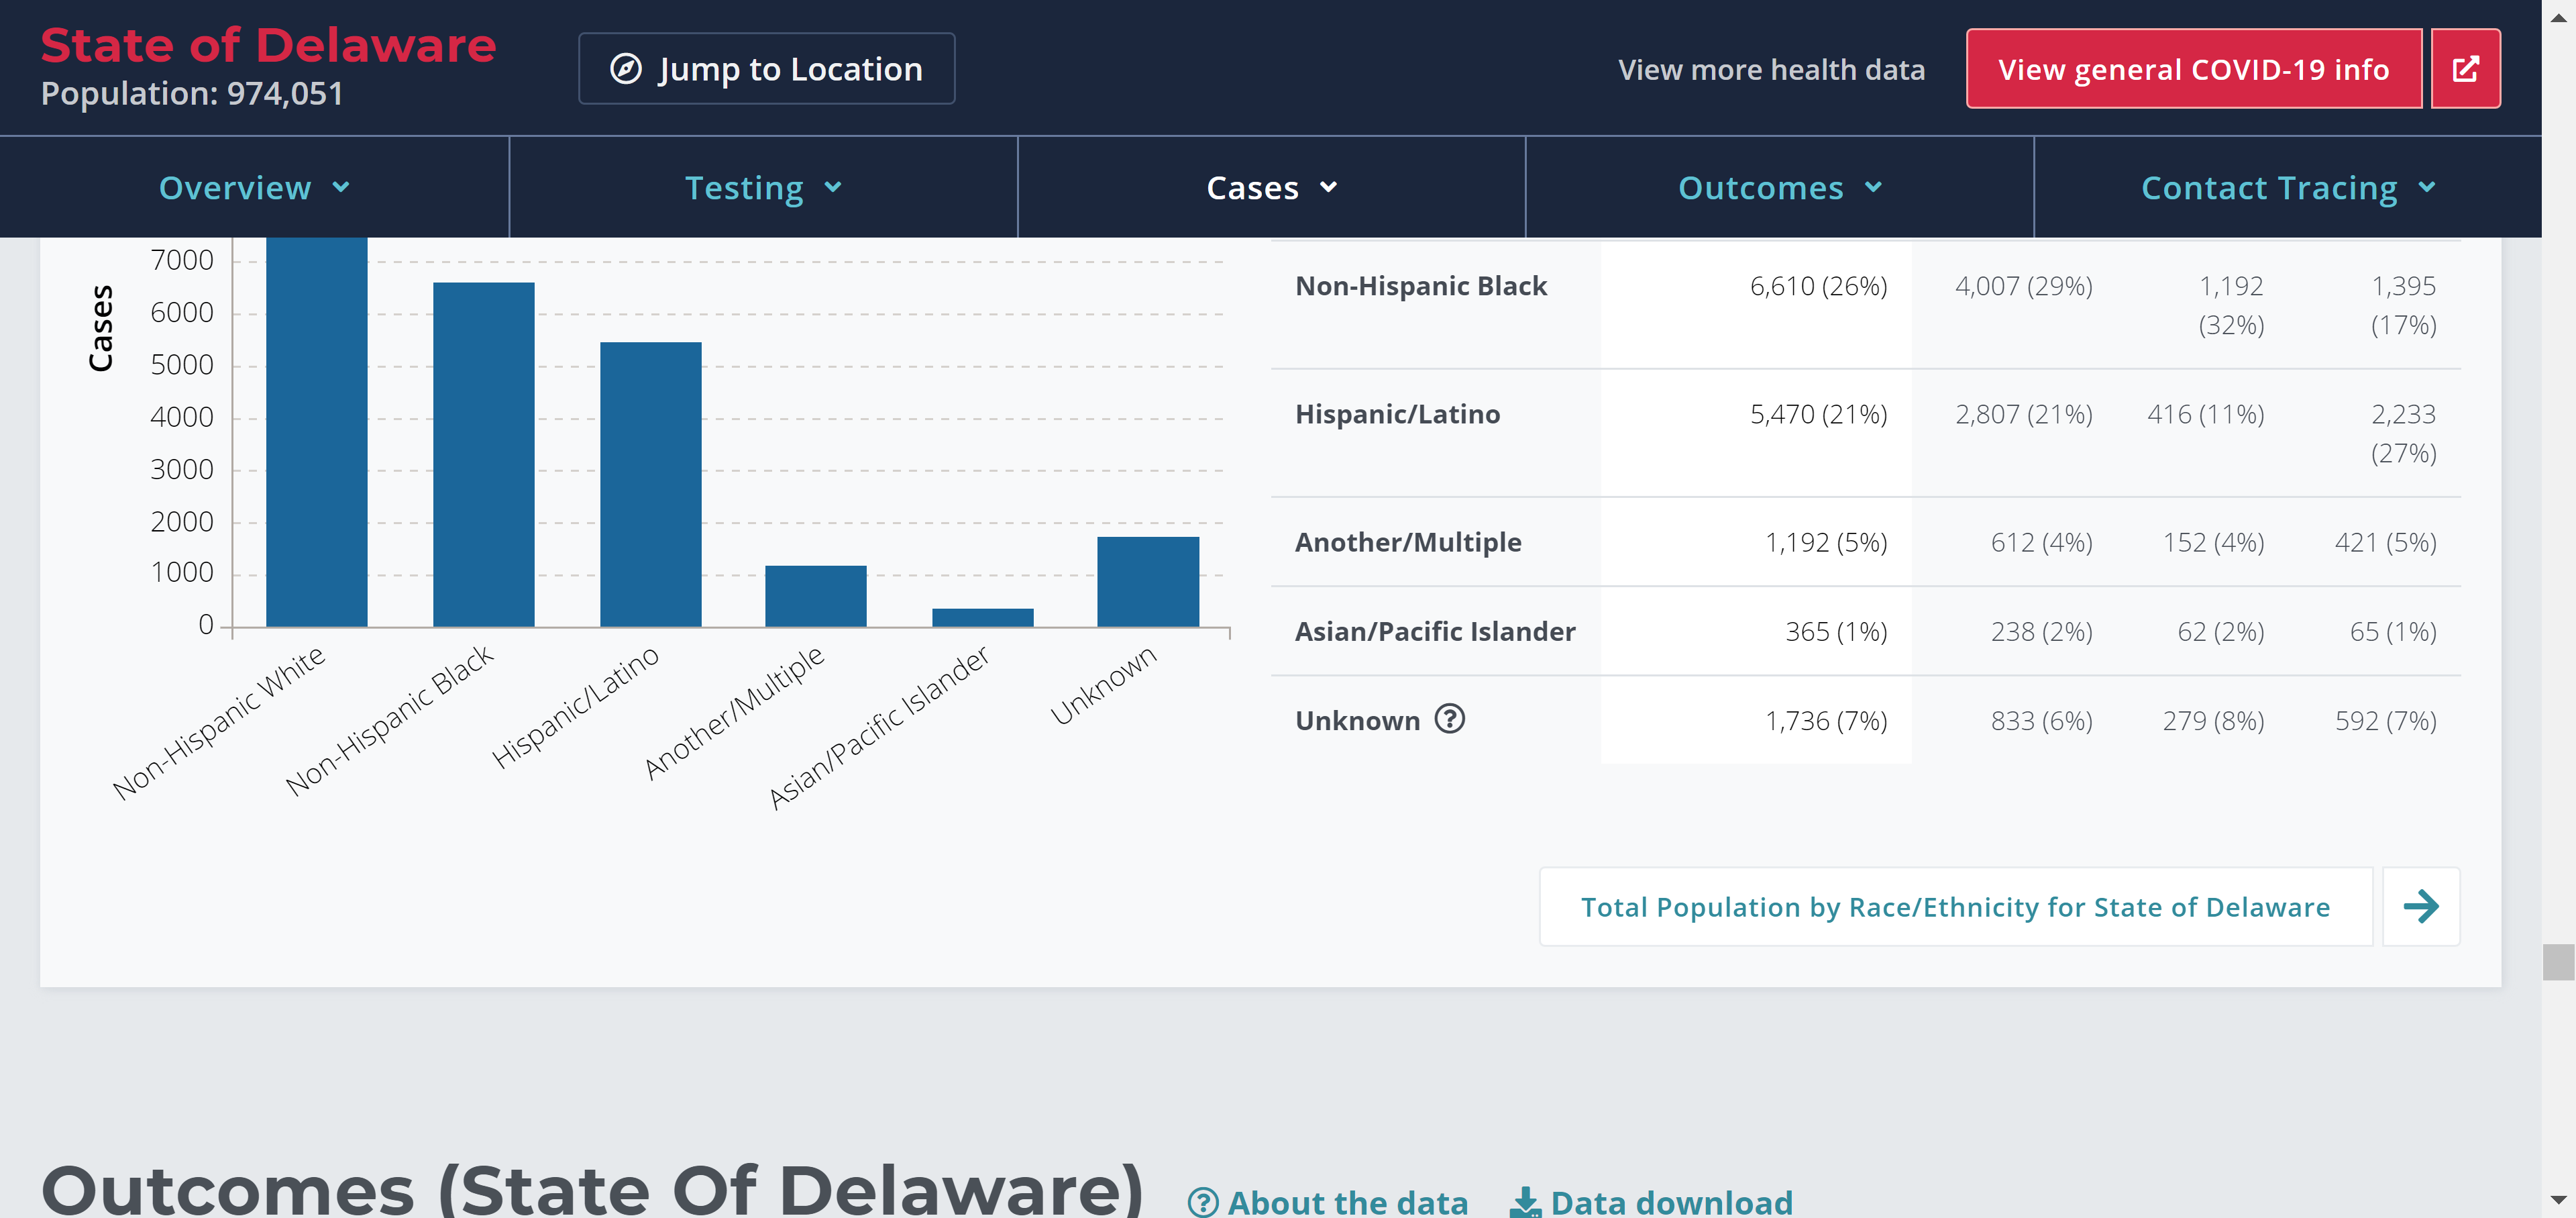 State of Delaware
Population: 974,051
Jump to Location
View more health data
View general COVID-19 info
Overview
Testing
Cases
Outcomes
Contact Tracing
Cases
7000
6000
5000
4000
3000
2000
1000
0
Non-Hispanic White
Non-Hispanic Black
Hispanic/Latino
Another/Multiple
Asian/Pacific Islander
Unknown
Non-Hispanic Black 6,610 (26%) 4,007 (29%) 1,192 1,395
(32%) (17%)
Hispanic/Latino 5,470 (21%) 2,807 (21%) 416 (11%) 2,233
(27%)
Another/Multiple 1,192 (5%) 612 (4%) 152 (4%) 421 (5%)
Asian/Pacific Islander 365 (1%) 238 (2%) 62 (2%) 65 (1%)
Unknown ? 1,736 (7%) 833 (6%) 279 (8%) 592 (7%)
Total Population by Race/Ethnicity for State of Delaware
Outcomes (State Of Delaware) ? About the data Data download